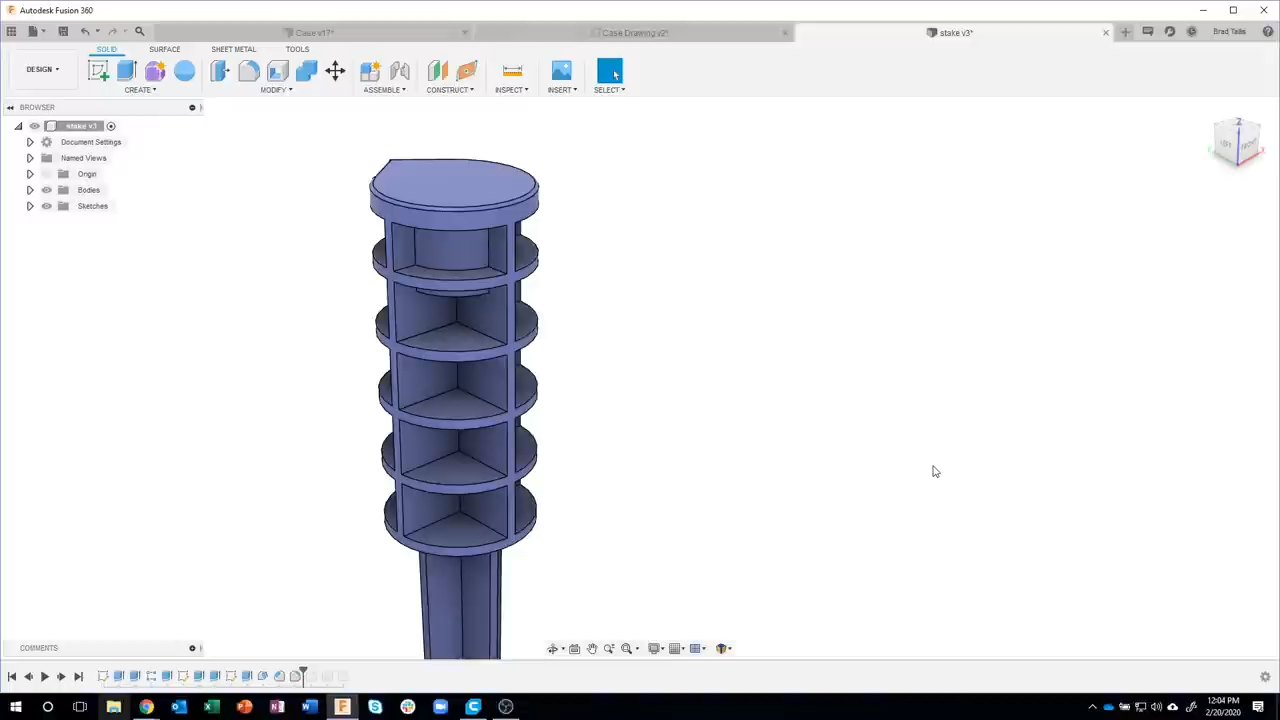 Autodesk Fusion 360
Case v17*
Case Drawing v2*
stake v3*
Brad Tallis
SOLID SURFACE SHEET METAL TOOLS
DESIGN
CREATE MODIFY ASSEMBLE CONSTRUCT INSPECT INSERT SELECT
BROWSER
stake v3
Document Settings
Named Views
Origin
Bodies
Sketches
Z
LEFT FRONT
COMMENTS
12:04 PM
2/20/2020